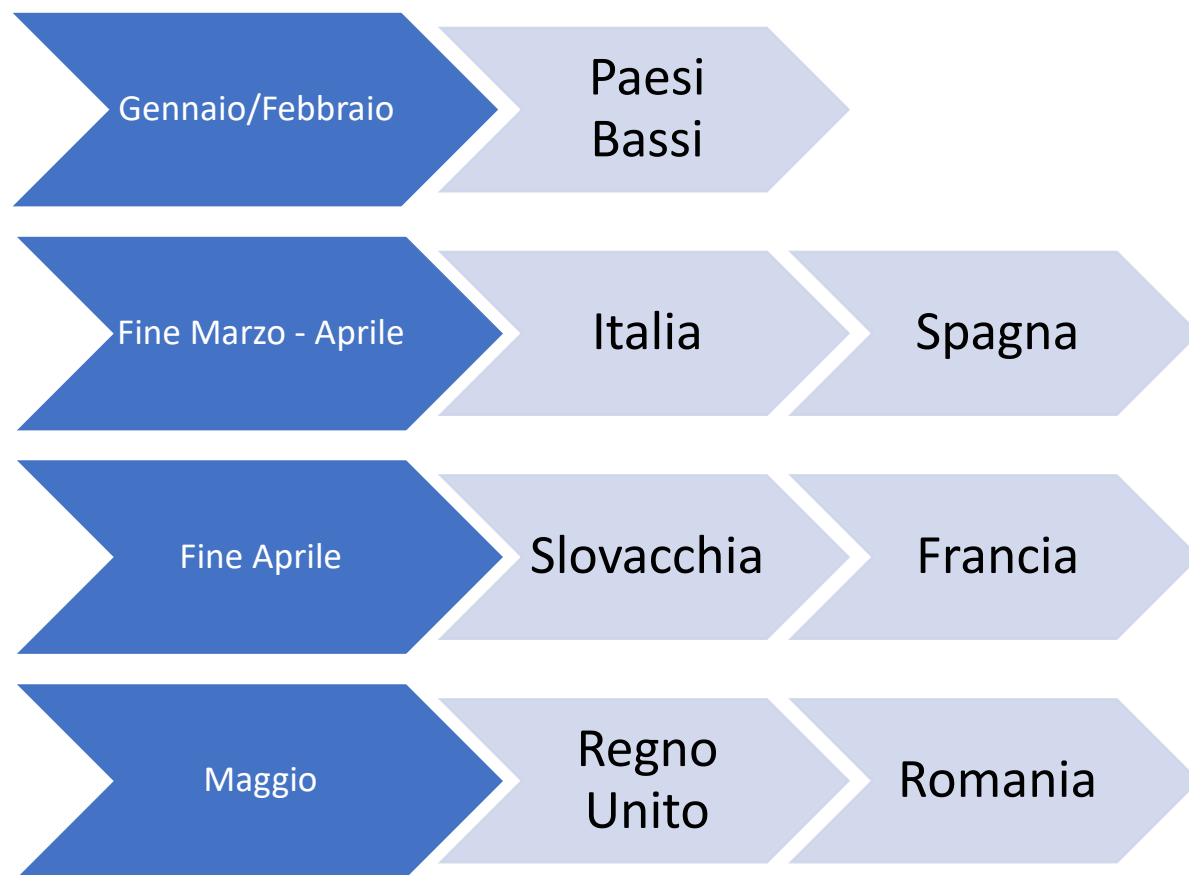 Gennaio/Febbraio
Paesi
Bassi
Fine Marzo - Aprile
Italia
Spagna
Fine Aprile
Slovacchia
Francia
Maggio
Regno
Unito
Romania